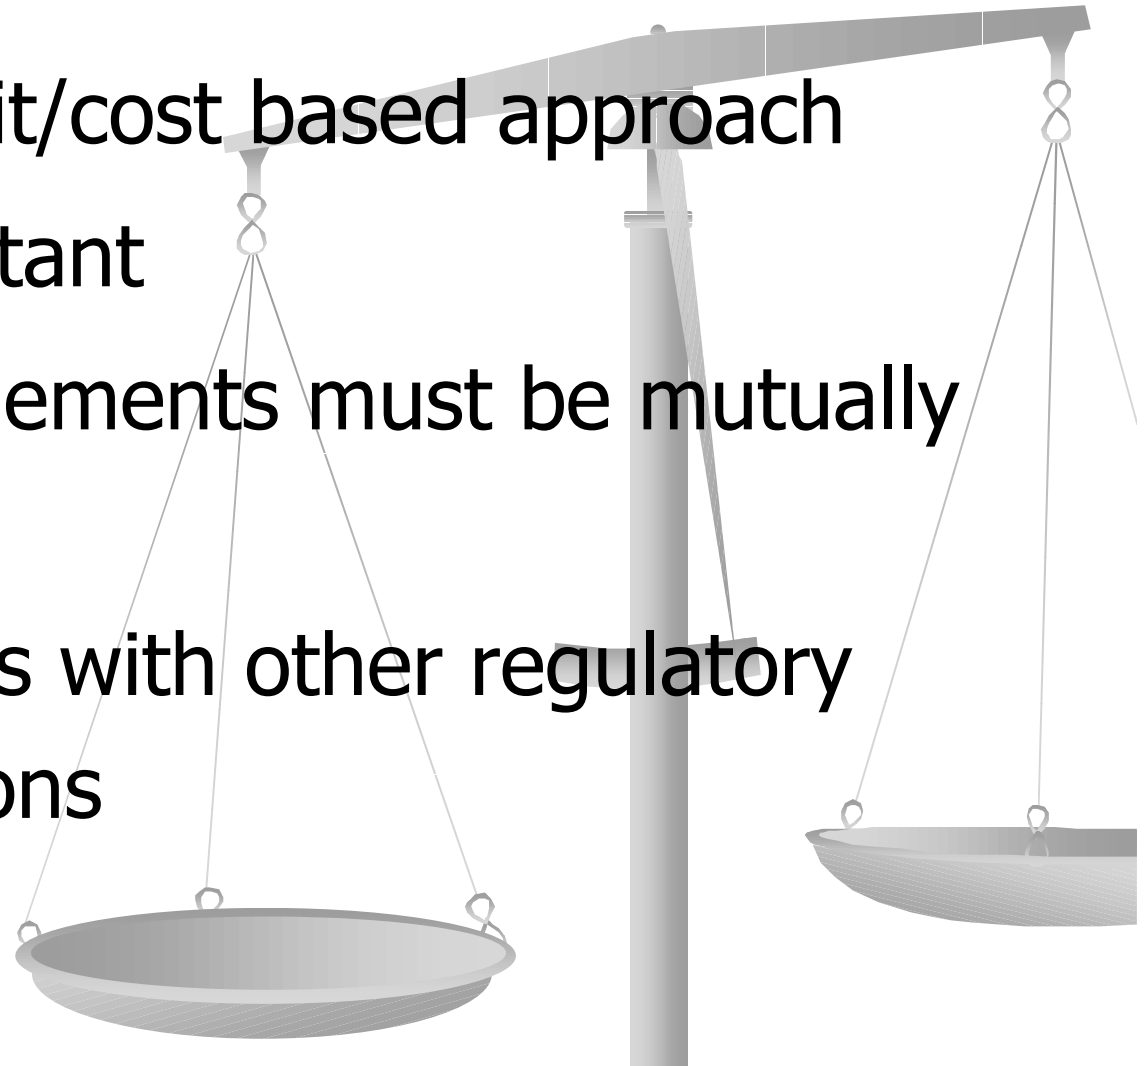 it/cost based approach
tant
ements must be mutually
s with other regulatory
ons